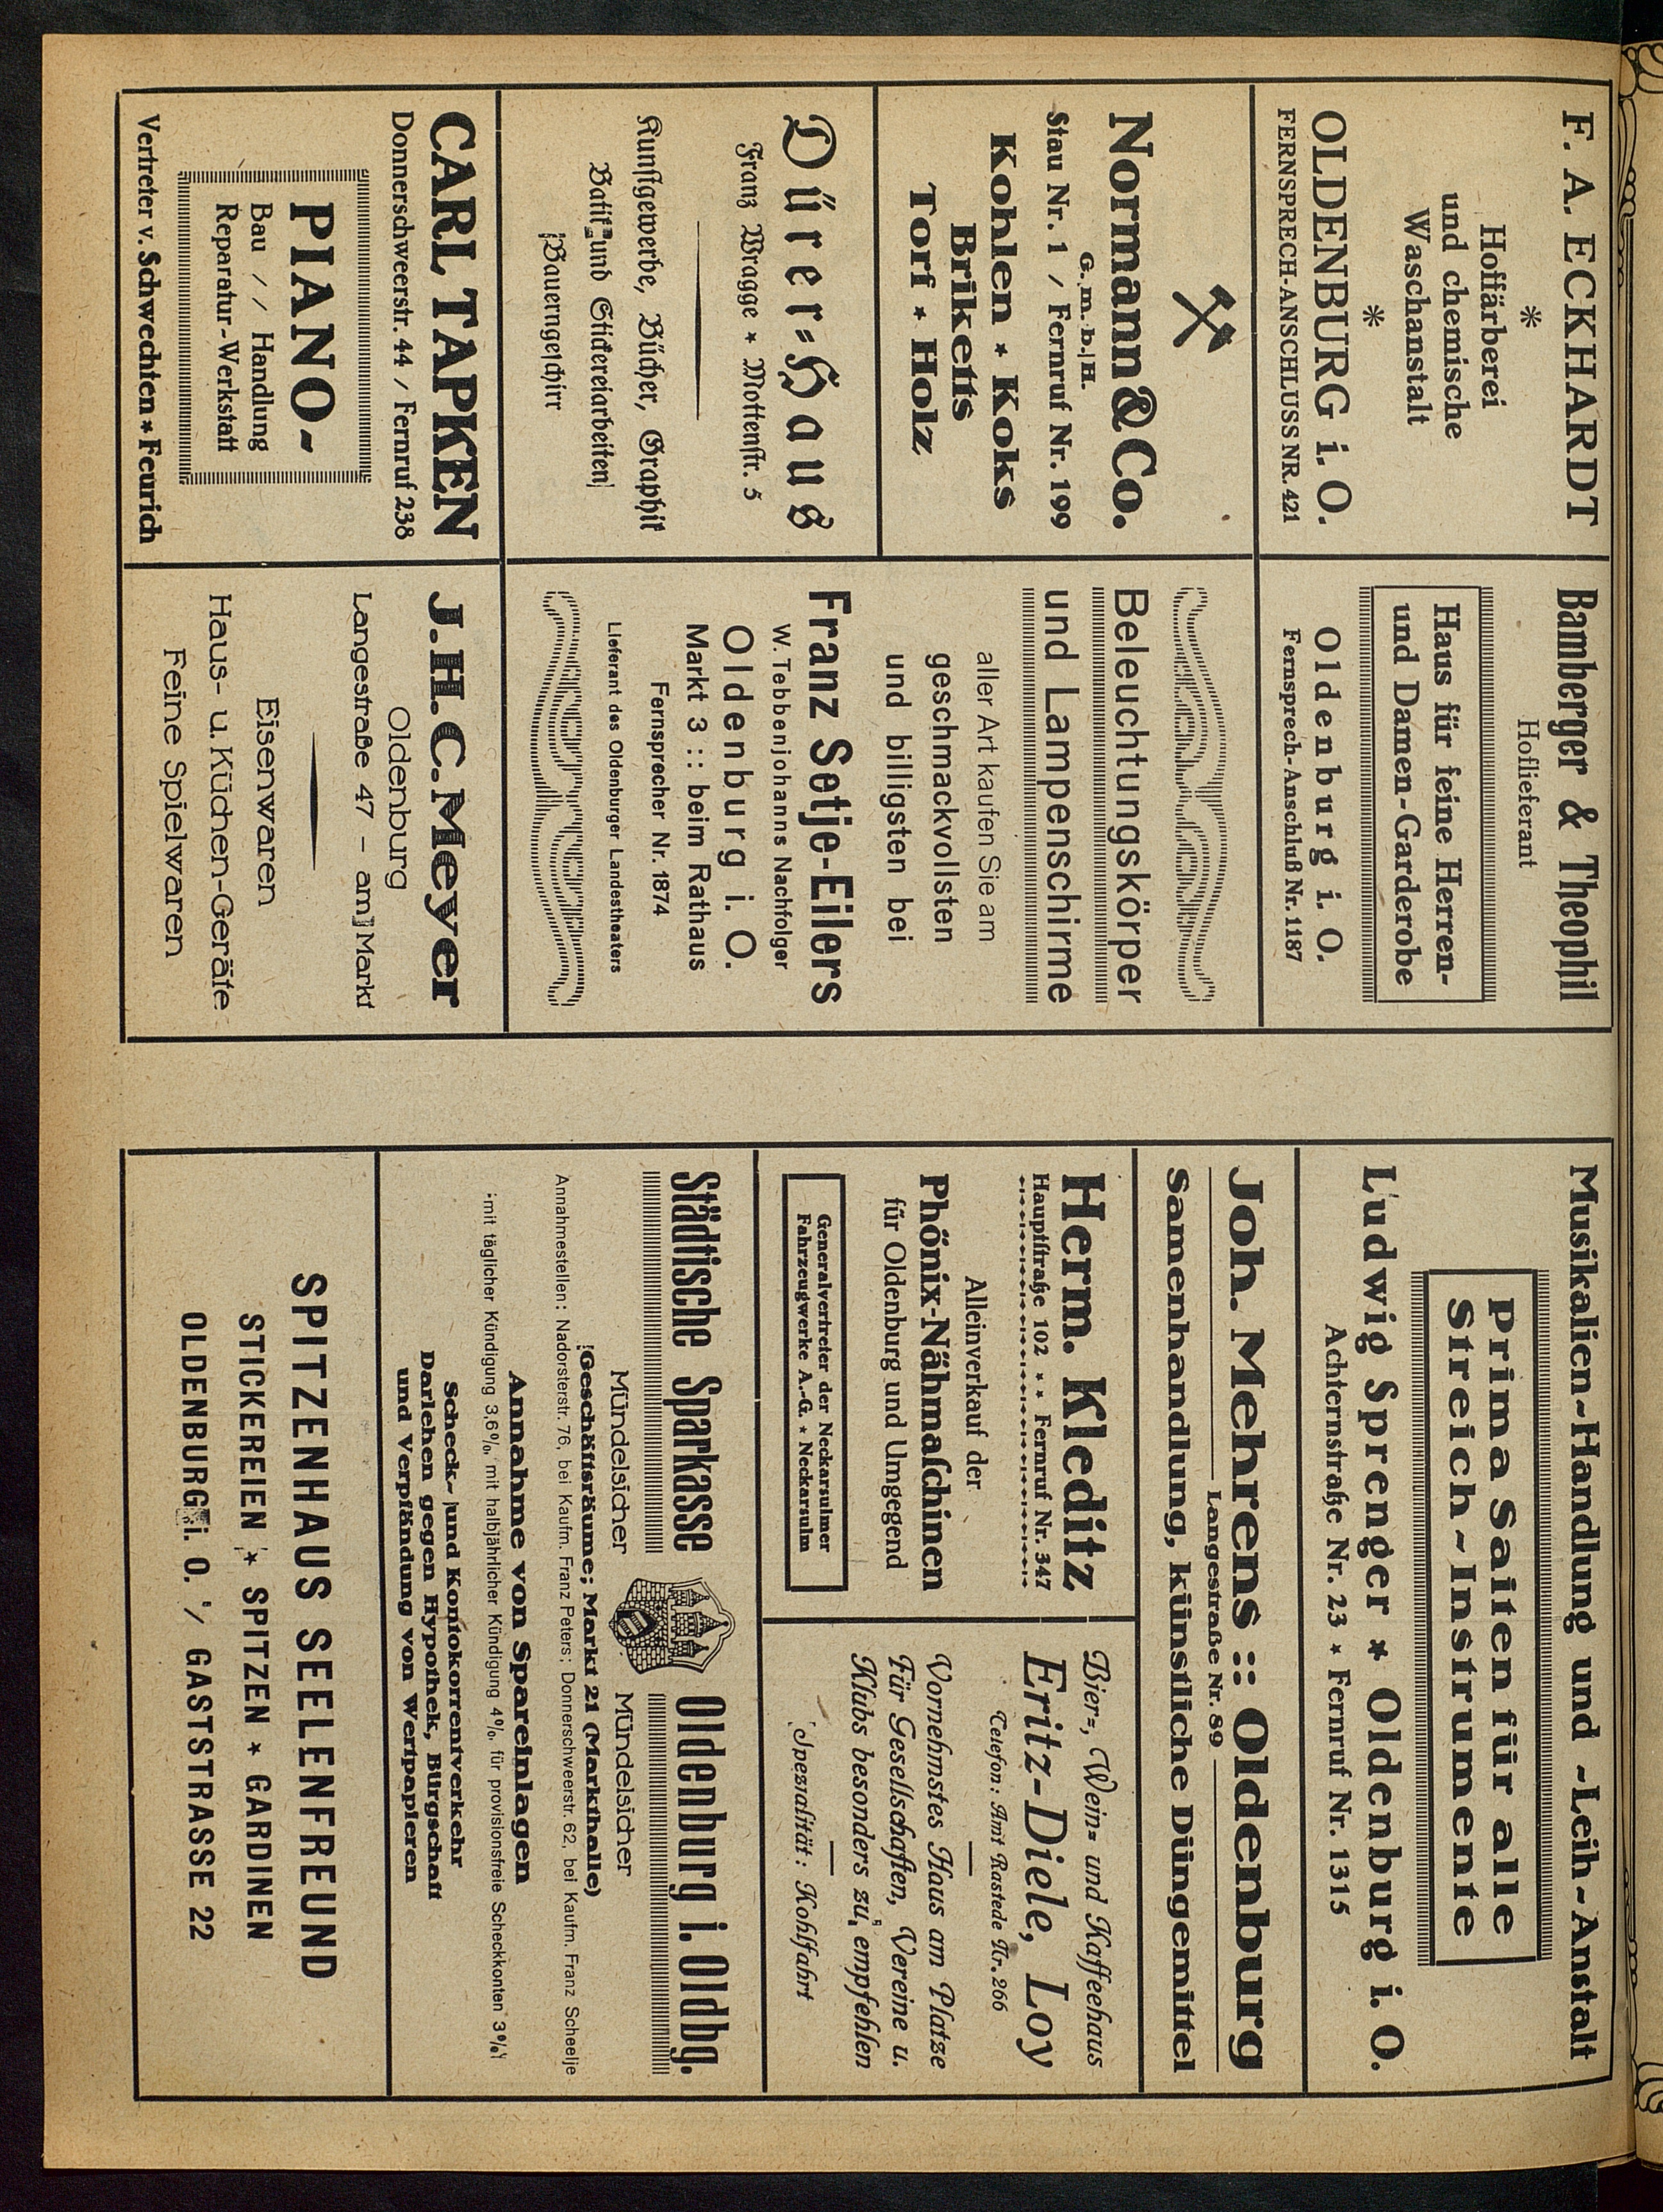 F. A. ECKHARDT
Hoffärberei
und chemische
Waschanstalt
OLDENBURG i. O.
FERNSPRECH-ANSCHLUSS NR. 421
Normann & Co.
G. m. b. H.
Stau Nr. 1 / Fernruf Nr. 199
Kohlen * Koks
Briketts
Torf * Holz
Dürer=Haus
Franz Wragge * Mottenstr. 5
Kunstgewerbe, Bücher, Graphik
Batik und Stickereiarbeiten
Bauerngeschirr
CARL TAPKEN
Donnerschweerstr. 44 / Fernruf 238
PIANO-
Bau // Handlung
Reparatur-Werkstatt
Vertreter v. Schwechten * Feurich
Bamberger & Theophil
Hoflieferant
Haus für feine Herren-
und Damen-Garderobe
Oldenburg i. O.
Fernsprech-Anschluß Nr. 1187
Beleuchtungskörper
und Lampenschirme
aller Art kaufen Sie am
geschmackvollsten
und billigsten bei
Franz Setje-Eilers
W. Tebbenjohanns Nachfolger
Oldenburg i. O.
Markt 3 :: beim Rathaus
Fernsprecher Nr. 1874
Lieferant des Oldenburger Landestheaters
J. H. C. Meyer
Oldenburg
Langestraße 47 – am Markt
Eisenwaren
Haus- u. Küchen-Geräte
Feine Spielwaren
Musikalien-Handlung und -Leih-Anstalt
Prima Saiten für alle
Streich-Instrumente
Ludwig Sprenger * Oldenburg i. O.
Achternstraße Nr. 23 * Fernruf Nr. 1315
Joh. Mehrens :: Oldenburg
Langestraße Nr. 89
Samenhandlung, künstliche Düngemittel
Herm. Kleditz
Hauptstraße 102 * * Fernruf Nr. 347
Alleinverkauf der
Phönix-Nähmaschinen
für Oldenburg und Umgegend
Generalvertreter der Neckarsulmer
Fahrzeugwerke A.-G. * Neckarsulm
Bier=, Wein= und Kaffeehaus
Fritz-Diele, Loy
Telefon: Amt Rastede Nr. 266
Vornehmstes Haus am Platze
Für Gesellschaften, Vereine u.
Klubs besonders zu empfehlen
Spezialität: Kohlfahrt
Städtische Sparkasse Oldenburg i. Oldbg.
Mündelsicher Mündelsicher
Geschäftsräume; Markt 21 (Markthalle)
Annahmestellen: Nadorsterstr. 76, bei Kaufm. Franz Peters; Donnerschweerstr. 62, bei Kaufm. Franz Scheelje
Annahme von Spareinlagen
mit täglicher Kündigung 3,6%, mit halbjährlicher Kündigung 4%, für provisionsfreie Scheckkonten 3%
Scheck- und Kontokorrentverkehr
Darlehen gegen Hypothek, Bürgschaft
und Verpfändung von Wertpapieren
SPITZENHAUS SEELENFREUND
STICKEREIEN * SPITZEN * GARDINEN
OLDENBURG i. O. / GASTSTRASSE 22